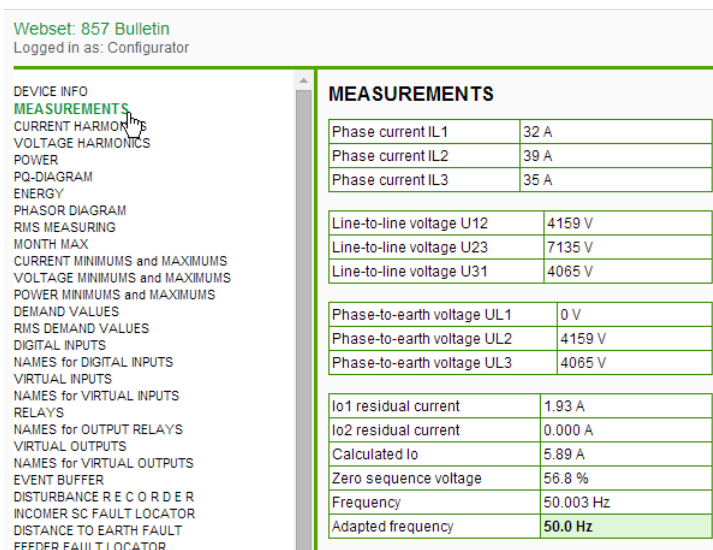 Webset: 857 Bulletin
Logged in as: Configurator
DEVICE INFO
MEASUREMENTS
CURRENT HARMONICS
VOLTAGE HARMONICS
POWER
PQ-DIAGRAM
ENERGY
PHASOR DIAGRAM
RMS MEASURING
MONTH MAX
CURRENT MINIMUMS and MAXIMUMS
VOLTAGE MINIMUMS and MAXIMUMS
POWER MINIMUMS and MAXIMUMS
DEMAND VALUES
RMS DEMAND VALUES
DIGITAL INPUTS
NAMES for DIGITAL INPUTS
VIRTUAL INPUTS
NAMES for VIRTUAL INPUTS
RELAYS
NAMES for OUTPUT RELAYS
VIRTUAL OUTPUTS
NAMES for VIRTUAL OUTPUTS
EVENT BUFFER
DISTURBANCE R E C O R D E R
INCOMER SC FAULT LOCATOR
DISTANCE TO EARTH FAULT
FEEDER FAULT LOCATOR
MEASUREMENTS
Phase current IL1 32 A
Phase current IL2 39 A
Phase current IL3 35 A
Line-to-line voltage U12 4159 V
Line-to-line voltage U23 7135 V
Line-to-line voltage U31 4065 V
Phase-to-earth voltage UL1 0 V
Phase-to-earth voltage UL2 4159 V
Phase-to-earth voltage UL3 4065 V
Io1 residual current 1.93 A
Io2 residual current 0.000 A
Calculated Io 5.89 A
Zero sequence voltage 56.8 %
Frequency 50.003 Hz
Adapted frequency 50.0 Hz